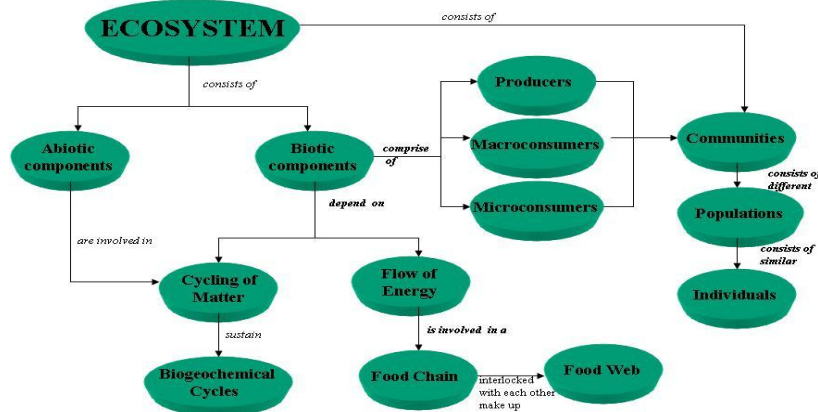 ECOSYSTEM
consists of
consists of
Producers
Abiotic
components
Biotic
components
comprise
of
Macroconsumers
Communities
consists of
different
Microconsumers
Populations
depend on
are involved in
consists of
similar
Cycling of
Matter
Flow of
Energy
Individuals
sustain
is involved in a
Biogeochemical
Cycles
Food Chain
interlocked
with each other
make up
Food Web